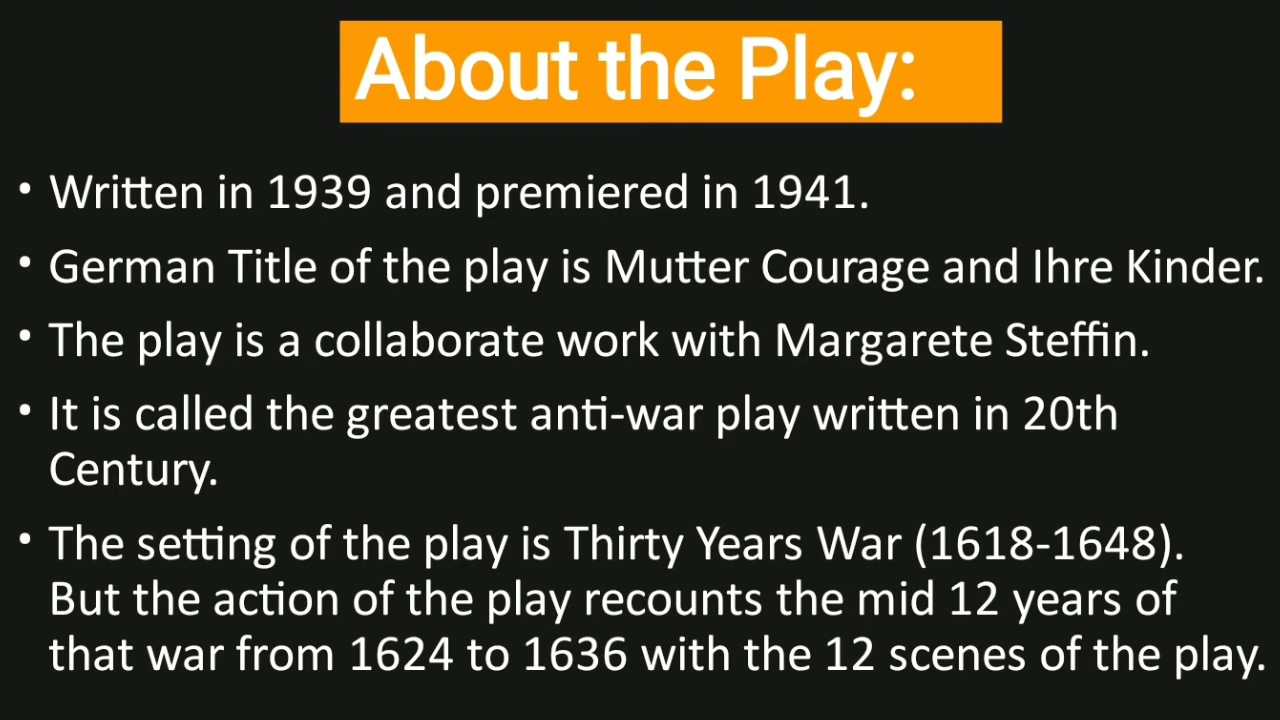 About the Play:
• Written in 1939 and premiered in 1941.
• German Title of the play is Mutter Courage and Ihre Kinder.
• The play is a collaborate work with Margarete Steffin.
• It is called the greatest anti-war play written in 20th
Century.
• The setting of the play is Thirty Years War (1618-1648).
But the action of the play recounts the mid 12 years of
that war from 1624 to 1636 with the 12 scenes of the play.